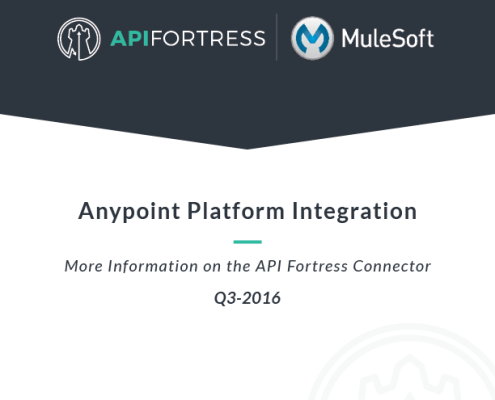 APIFORTRESS MuleSoft
Anypoint Platform Integration
More Information on the API Fortress Connector
Q3-2016